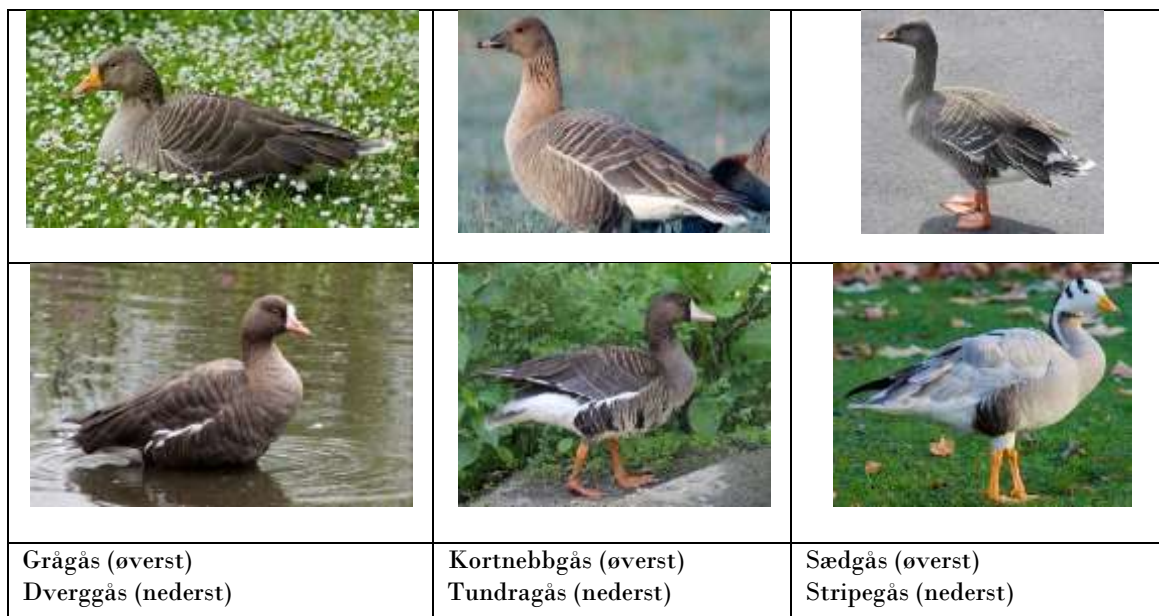 Grågås (øverst)
Dverggås (nederst)
Kortnebbgås (øverst)
Tundragås (nederst)
Sædgås (øverst)
Stripegås (nederst)